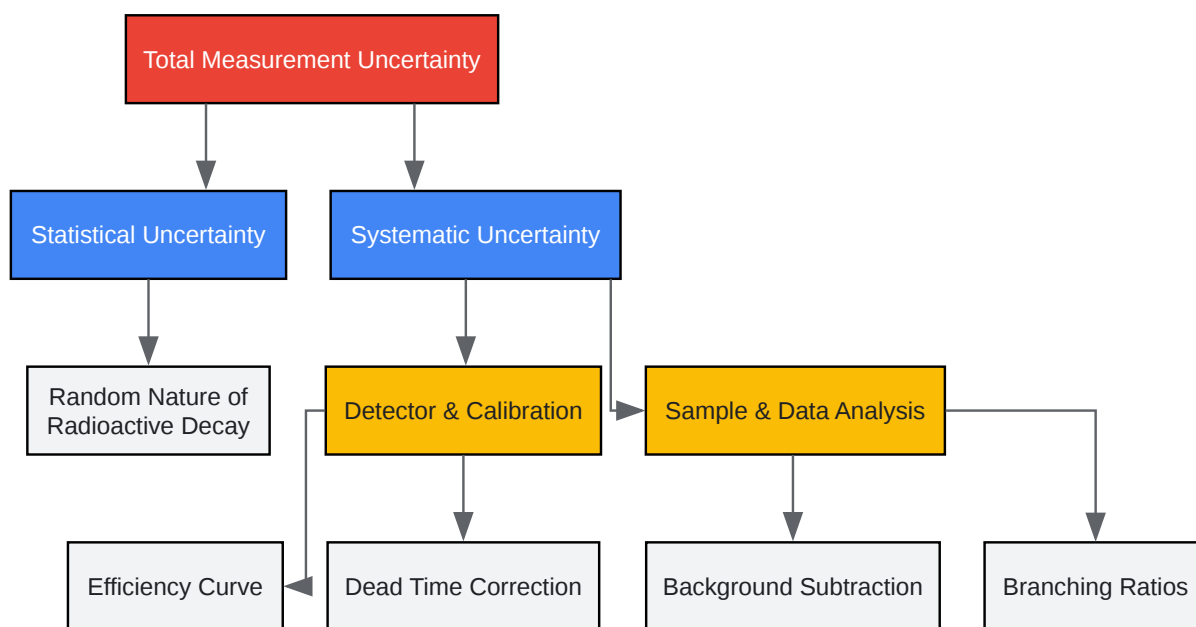 Total Measurement Uncertainty
Statistical Uncertainty
Systematic Uncertainty
Random Nature of
Radioactive Decay
Detector & Calibration
Sample & Data Analysis
Efficiency Curve
Dead Time Correction
Background Subtraction
Branching Ratios